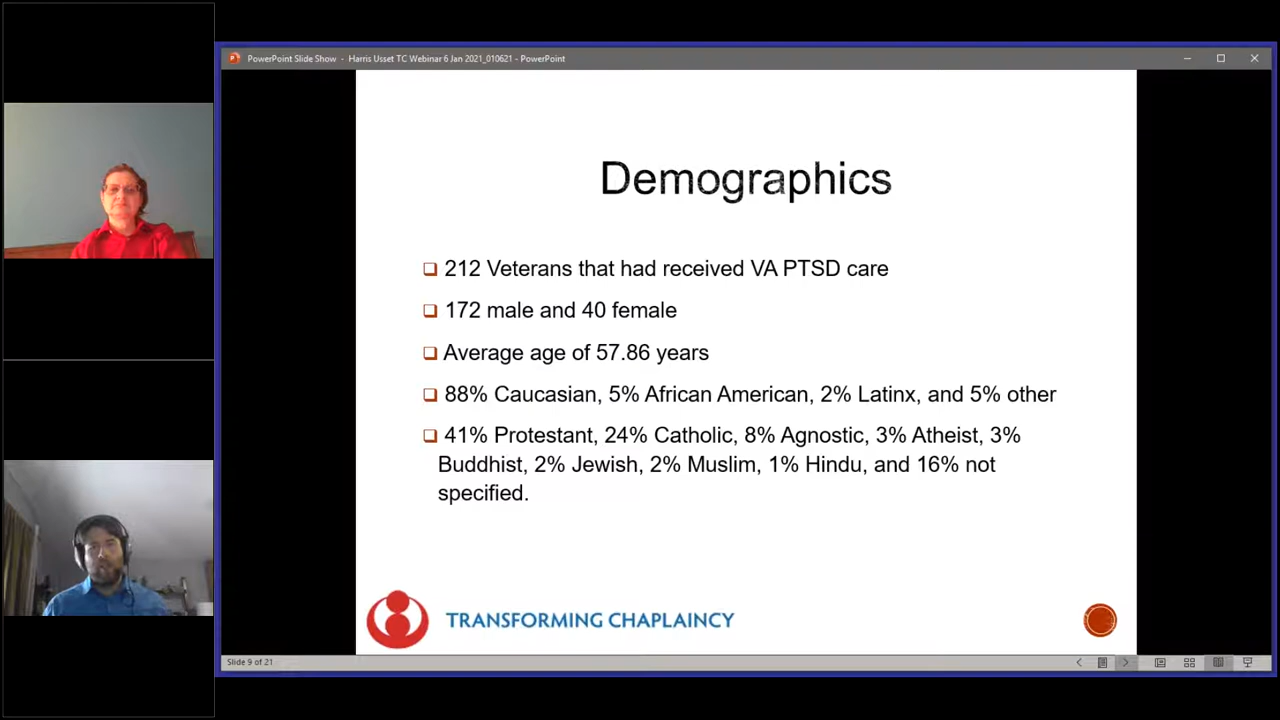 PowerPoint Slide Show - Harris Usset TC Webinar 6 Jan 2021_010621 - PowerPoint
Demographics
212 Veterans that had received VA PTSD care
172 male and 40 female
Average age of 57.86 years
88% Caucasian, 5% African American, 2% Latinx, and 5% other
41% Protestant, 24% Catholic, 8% Agnostic, 3% Atheist, 3%
Buddhist, 2% Jewish, 2% Muslim, 1% Hindu, and 16% not
specified.
TRANSFORMING CHAPLAINCY
Slide 9 of 21